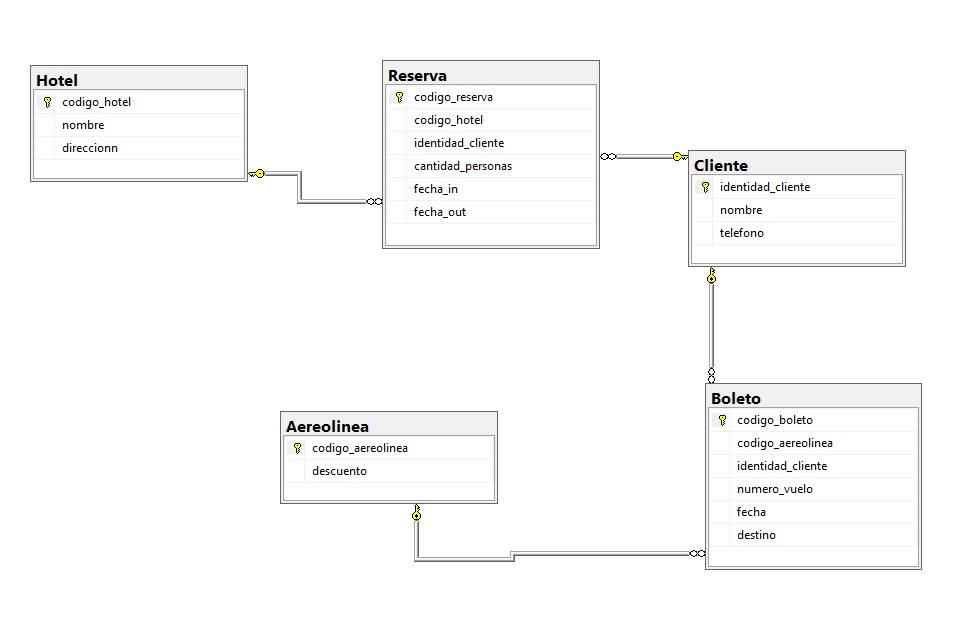 Hotel
codigo_hotel
nombre
direccionn
Reserva
codigo_reserva
codigo_hotel
identidad_cliente
cantidad_personas
fecha_in
fecha_out
Cliente
identidad_cliente
nombre
telefono
Aereolinea
codigo_aereolinea
descuento
Boleto
codigo_boleto
codigo_aereolinea
identidad_cliente
numero_vuelo
fecha
destino